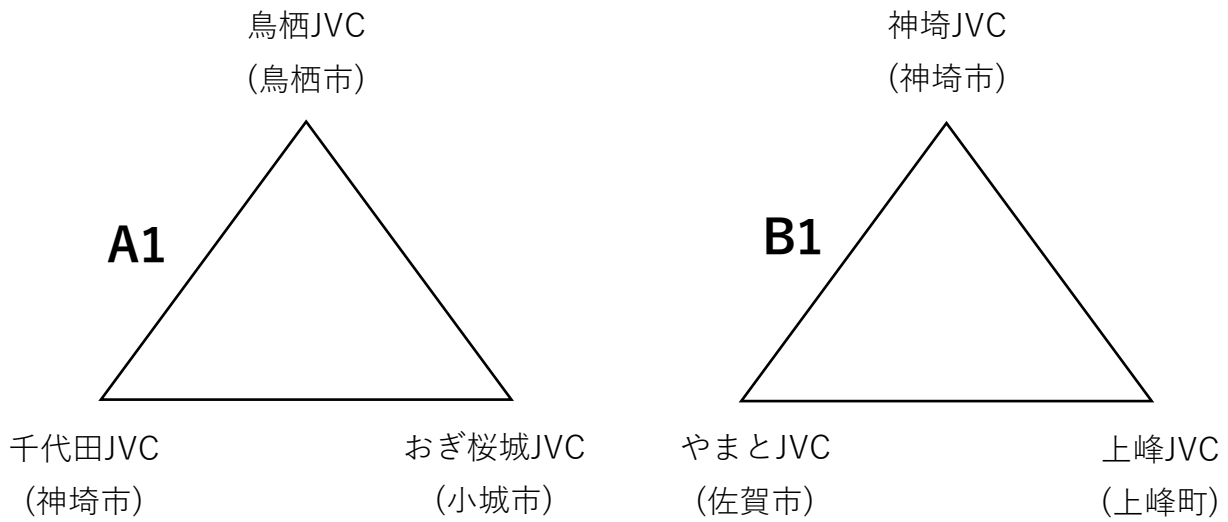 鳥栖JVC
(鳥栖市)
神埼JVC
(神埼市)
A1
B1
千代田JVC
(神埼市)
おぎ桜城JVC
(小城市)
やまとJVC
(佐賀市)
上峰JVC
(上峰町)